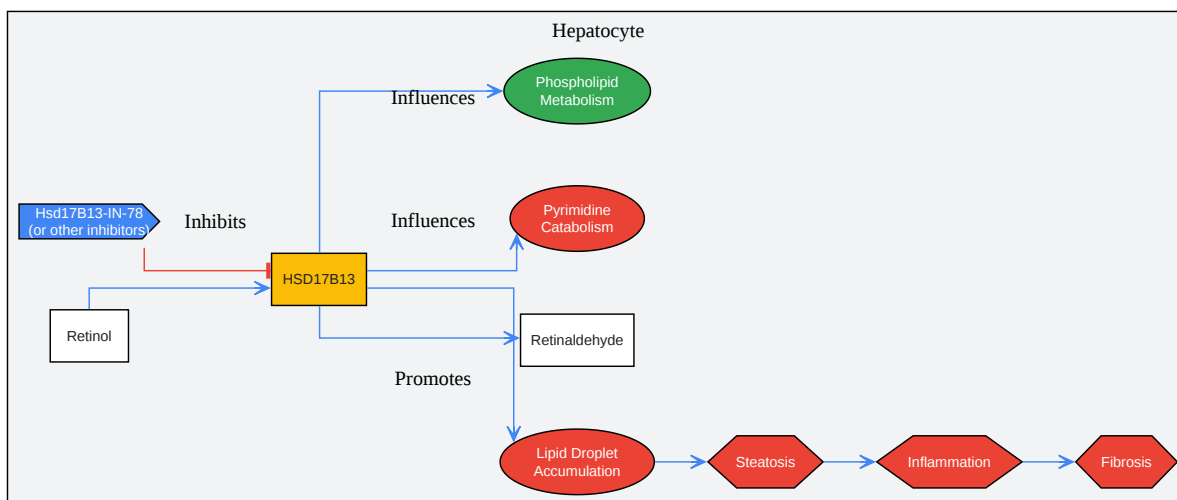 Hepatocyte
Phospholipid
Metabolism
Influences
Hsd17B13-IN-78
(or other inhibitors)
Inhibits
Influences
Pyrimidine
Catabolism
HSD17B13
Retinol
Retinaldehyde
Promotes
Lipid Droplet
Accumulation
Steatosis
Inflammation
Fibrosis